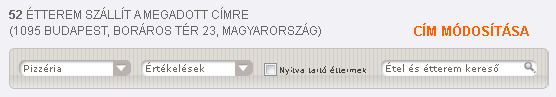 52 ÉTTEREM SZÁLLÍT A MEGADOTT CÍMRE
(1095 BUDAPEST, BORÁROS TÉR 23, MAGYARORSZÁG)
CÍM MÓDOSÍTÁSA
Pizzéria Értékelések Nyitva tartó éttermek Étel és étterem kereső